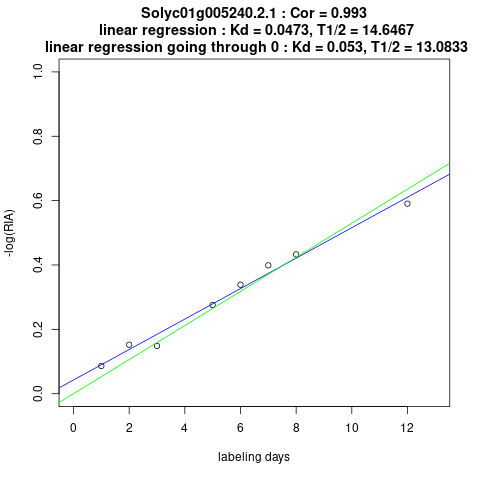 Solyc01g005240.2.1 : Cor = 0.993
linear regression : Kd = 0.0473, T1/2 = 14.6467
linear regression going through 0 : Kd = 0.053, T1/2 = 13.0833
-log(RIA)
1.0
0.8
0.6
0.4
0.2
0.0
0 2 4 6 8 10 12
labeling days